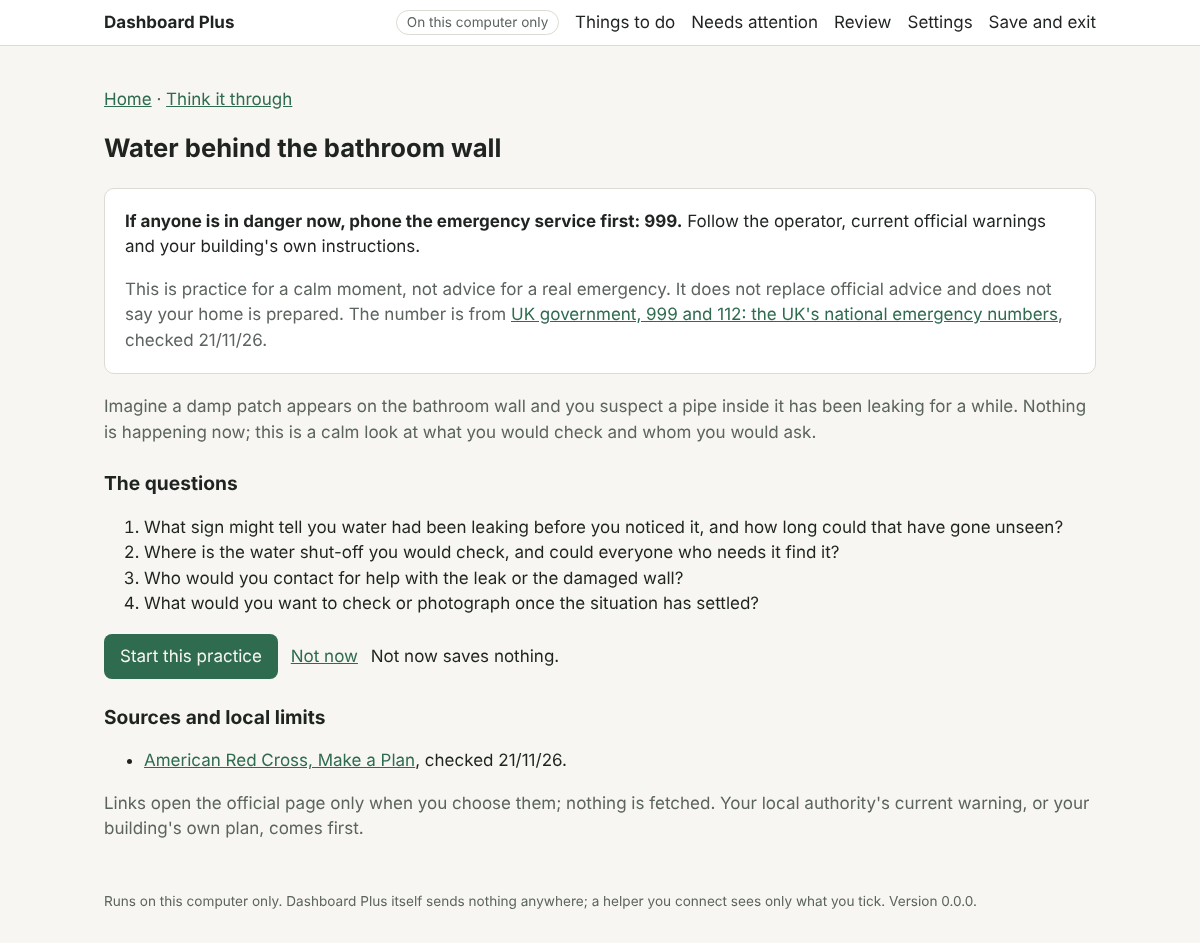 Dashboard Plus
On this computer only
Things to do
Needs attention
Review
Settings
Save and exit
Home · Think it through
Water behind the bathroom wall
If anyone is in danger now, phone the emergency service first: 999. Follow the operator, current official warnings
and your building's own instructions.
This is practice for a calm moment, not advice for a real emergency. It does not replace official advice and does not
say your home is prepared. The number is from UK government, 999 and 112: the UK's national emergency numbers,
checked 21/11/26.
Imagine a damp patch appears on the bathroom wall and you suspect a pipe inside it has been leaking for a while. Nothing
is happening now; this is a calm look at what you would check and whom you would ask.
The questions
1. What sign might tell you water had been leaking before you noticed it, and how long could that have gone unseen?
2. Where is the water shut-off you would check, and could everyone who needs it find it?
3. Who would you contact for help with the leak or the damaged wall?
4. What would you want to check or photograph once the situation has settled?
Start this practice
Not now
Not now saves nothing.
Sources and local limits
• American Red Cross, Make a Plan, checked 21/11/26.
Links open the official page only when you choose them; nothing is fetched. Your local authority's current warning, or your
building's own plan, comes first.
Runs on this computer only. Dashboard Plus itself sends nothing anywhere; a helper you connect sees only what you tick. Version 0.0.0.